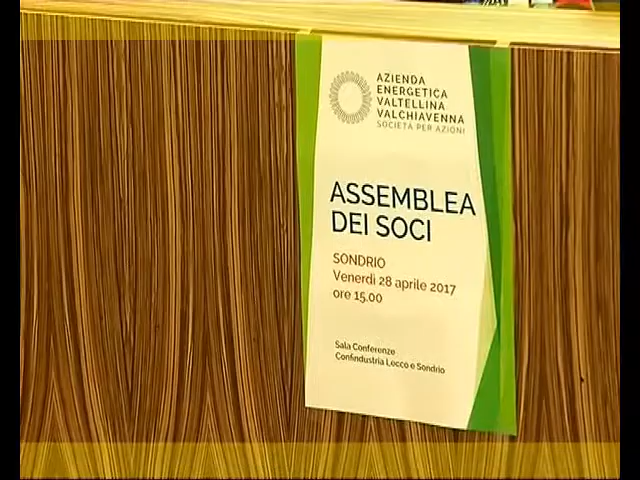 AZIENDA
ENERGETICA
VALTELLINA
VALCHIAVENNA
SOCIETÀ PER AZIONI
ASSEMBLEA
DEI SOCI
SONDRIO
Venerdì 28 aprile 2017
ore 15.00
Sala Conferenze
Confindustria Lecco e Sondrio